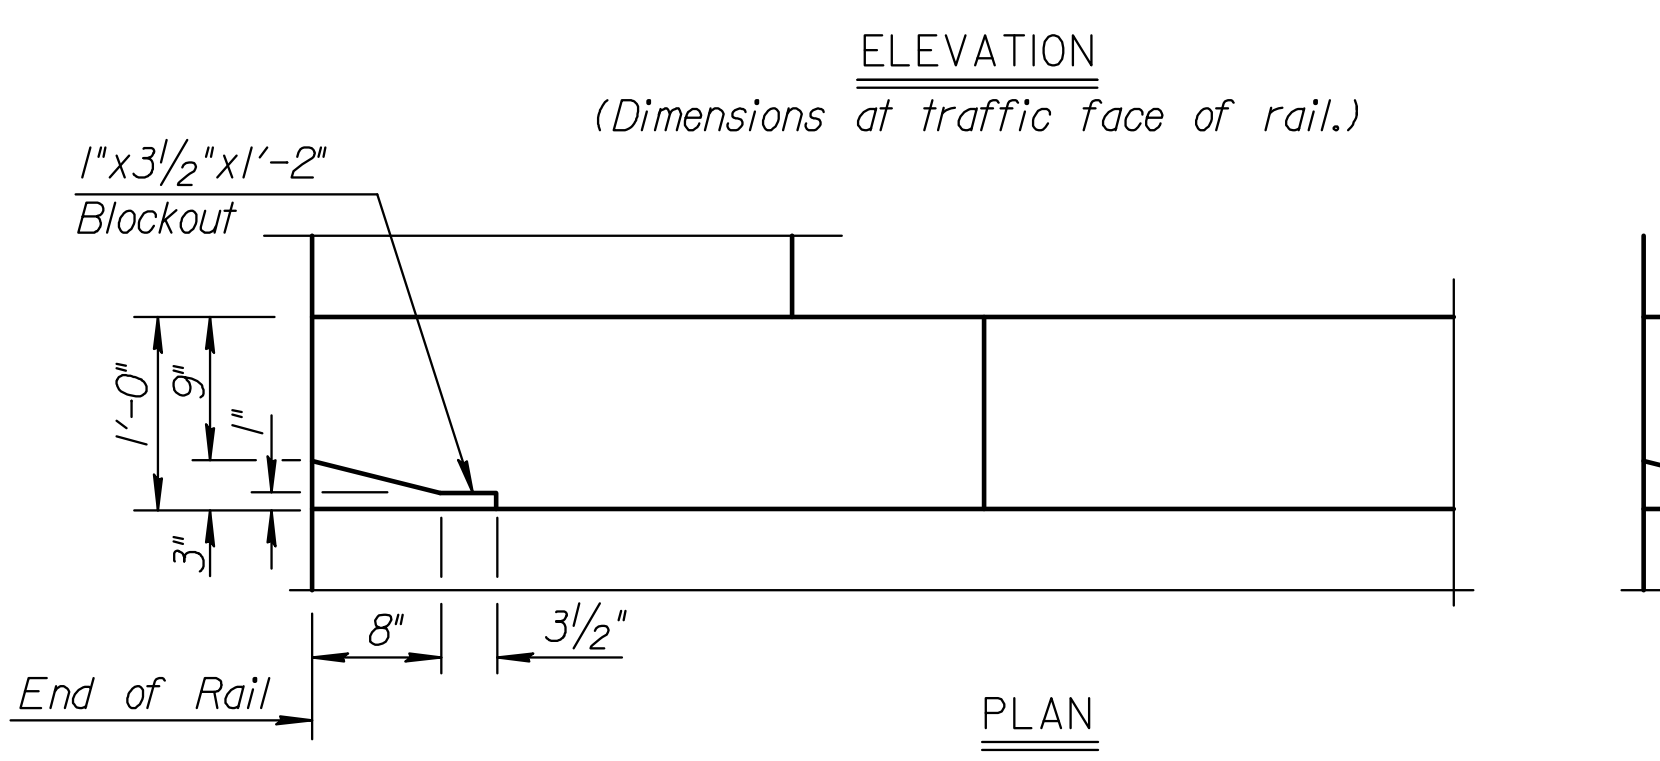 ELEVATION
(Dimensions at traffic face of rail.)
1"x3½"x1'-2"
Blockout
1'-0"
9"
1"
3"
8"
3½"
End of Rail
PLAN